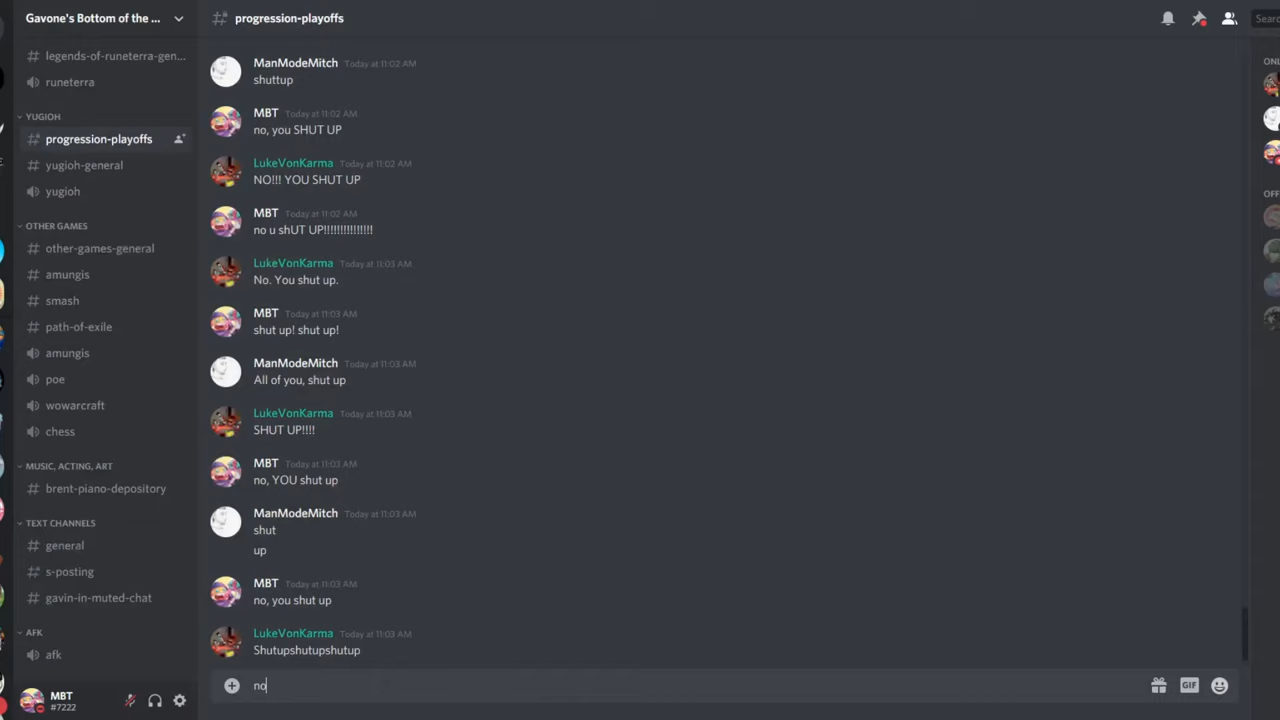 Gavone's Bottom of the ...
legends-of-runeterra-gen...
runeterra
YUGIOH
progression-playoffs
yugioh-general
yugioh
OTHER GAMES
other-games-general
amungis
smash
path-of-exile
amungis
poe
wowarcraft
chess
MUSIC, ACTING, ART
brent-piano-depository
TEXT CHANNELS
general
s-posting
gavin-in-muted-chat
AFK
afk
MBT
#7222
progression-playoffs
ManModeMitch Today at 11:02 AM
shuttup
MBT Today at 11:02 AM
no, you SHUT UP
LukeVonKarma Today at 11:02 AM
NO!!! YOU SHUT UP
MBT Today at 11:02 AM
no u shUT UP!!!!!!!!!!!!!!!
LukeVonKarma Today at 11:03 AM
No. You shut up.
MBT Today at 11:03 AM
shut up! shut up!
ManModeMitch Today at 11:03 AM
All of you, shut up
LukeVonKarma Today at 11:03 AM
SHUT UP!!!!
MBT Today at 11:03 AM
no, YOU shut up
ManModeMitch Today at 11:03 AM
shut
up
MBT Today at 11:03 AM
no, you shut up
LukeVonKarma Today at 11:03 AM
Shutupshutupshutup
no
GIF